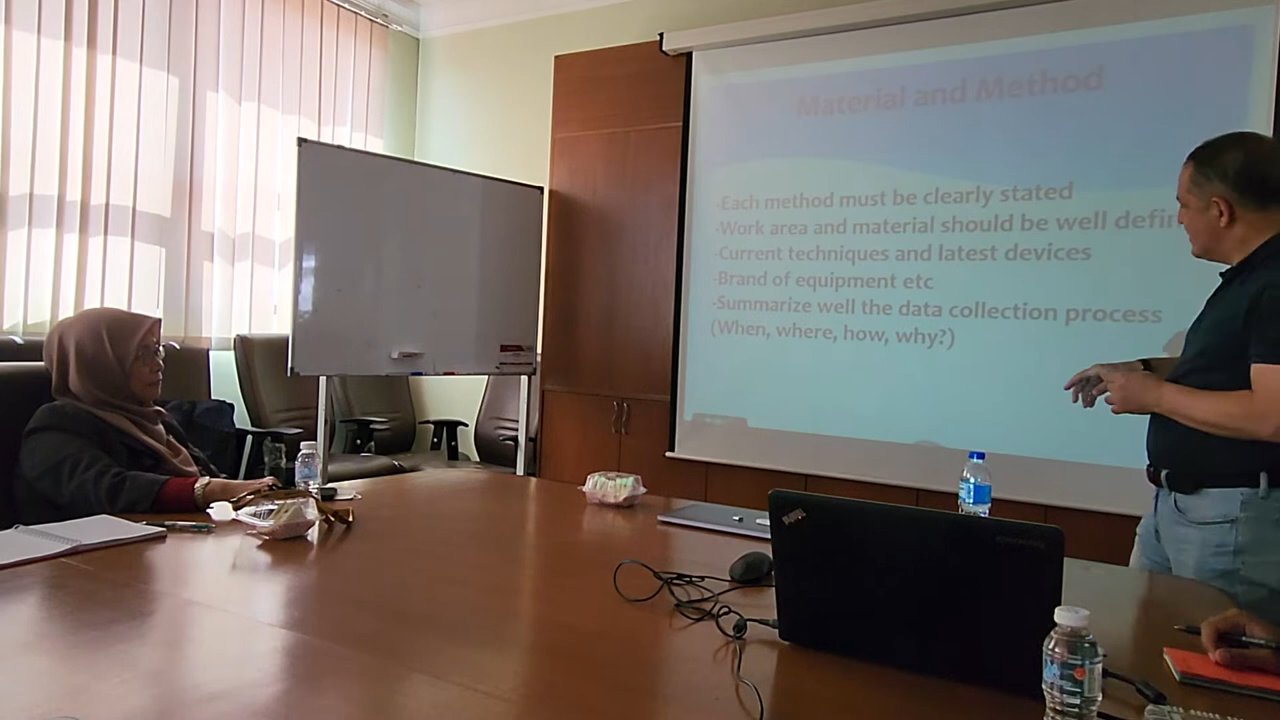 Material and Method
-Each method must be clearly stated
-Work area and material should be well defin
-Current techniques and latest devices
-Brand of equipment etc
-Summarize well the data collection process
(When, where, how, why?)